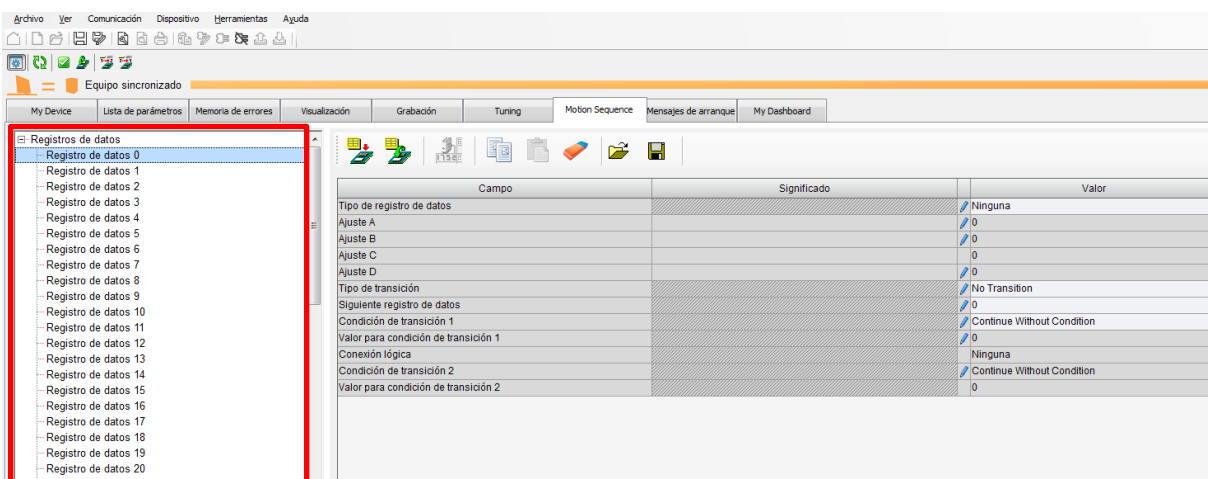 Archivo Ver Comunicación Dispositivo Herramientas Ayuda
Equipo sincronizado
My Device Lista de parámetros Memoria de errores Visualización Grabación Tuning Motion Sequence Mensajes de arranque My Dashboard
Registros de datos
Registro de datos 0
Registro de datos 1
Registro de datos 2
Registro de datos 3
Registro de datos 4
Registro de datos 5
Registro de datos 6
Registro de datos 7
Registro de datos 8
Registro de datos 9
Registro de datos 10
Registro de datos 11
Registro de datos 12
Registro de datos 13
Registro de datos 14
Registro de datos 15
Registro de datos 16
Registro de datos 17
Registro de datos 18
Registro de datos 19
Registro de datos 20
Campo Significado Valor
Tipo de registro de datos Ninguna
Ajuste A 0
Ajuste B 0
Ajuste C 0
Ajuste D 0
Tipo de transición No Transition
Siguiente registro de datos 0
Condición de transición 1 Continue Without Condition
Valor para condición de transición 1 0
Conexión lógica Ninguna
Condición de transición 2 Continue Without Condition
Valor para condición de transición 2 0